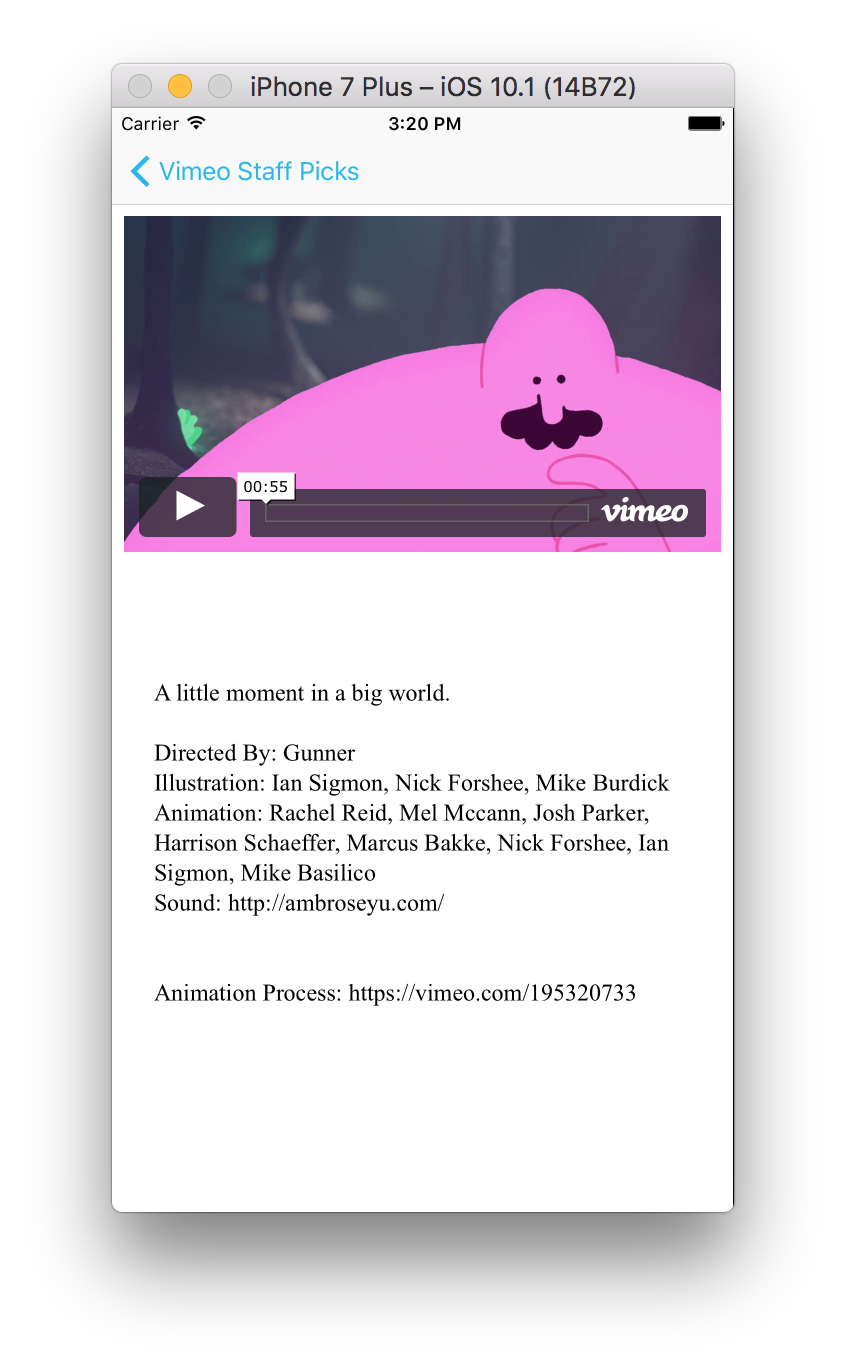 iPhone 7 Plus – iOS 10.1 (14B72)
Carrier 3:20 PM
Vimeo Staff Picks
00:55
vimeo
A little moment in a big world.
Directed By: Gunner
Illustration: Ian Sigmon, Nick Forshee, Mike Burdick
Animation: Rachel Reid, Mel Mccann, Josh Parker,
Harrison Schaeffer, Marcus Bakke, Nick Forshee, Ian
Sigmon, Mike Basilico
Sound: http://ambroseyu.com/
Animation Process: https://vimeo.com/195320733